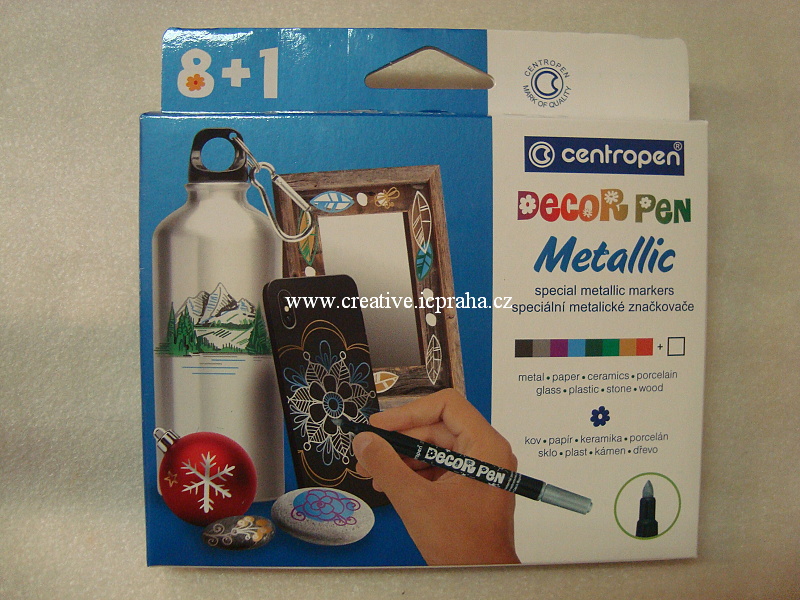 8+1
CENTROPEN
MARK OF QUALITY
centropen®
DECOR PEN
Metallic
special metallic markers
speciální metalické značkovače
+
metal • paper • ceramics • porcelain
glass • plastic • stone • wood
kov • papír • keramika • porcelán
sklo • plast • kámen • dřevo
www.creative.icpraha.cz
DECOR PEN